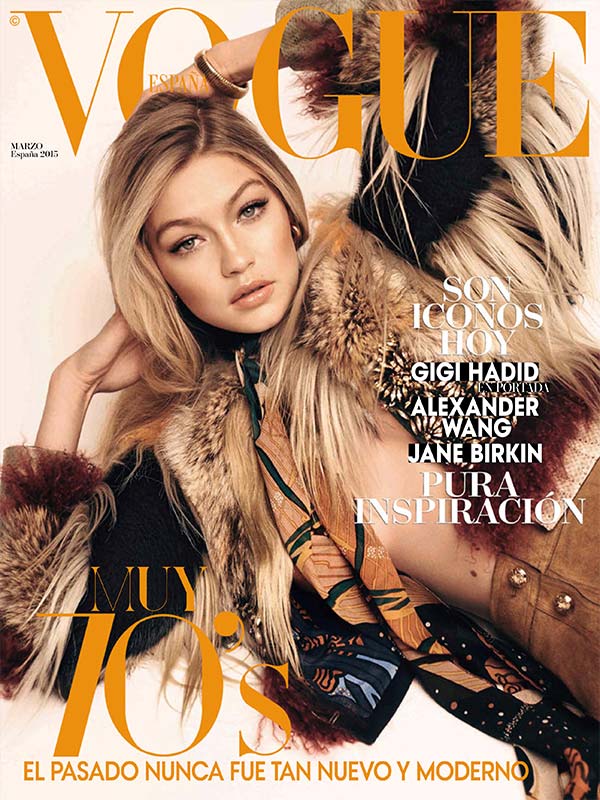 ©
VOGUE
ESPAÑA
MARZO
España 2015
SON
ICONOS
HOY
GIGI HADID
EN PORTADA
ALEXANDER
WANG
JANE BIRKIN
PURA
INSPIRACIÓN
MUY
70's
EL PASADO NUNCA FUE TAN NUEVO Y MODERNO